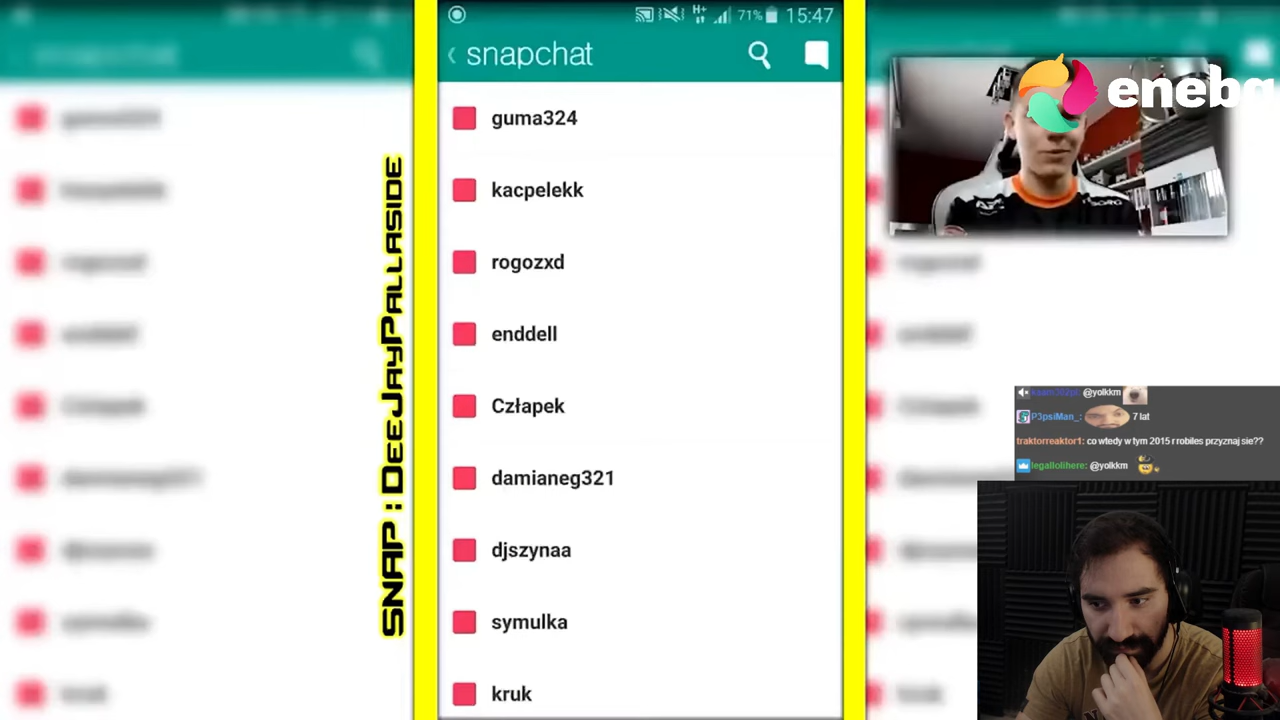 71% 15:47
snapchat
eneba
guma324
kacpelekk
rogozxd
enddell
Człapek
damianeg321
djszynaa
symulka
kruk
SNAP : DEEJAYPALLASIDE
@yolkkm
P3psiMan_: 7 lat
traktorreaktor1: co wtedy w tym 2015 r robiles przyznaj sie??
legallolihere: @yolkkm